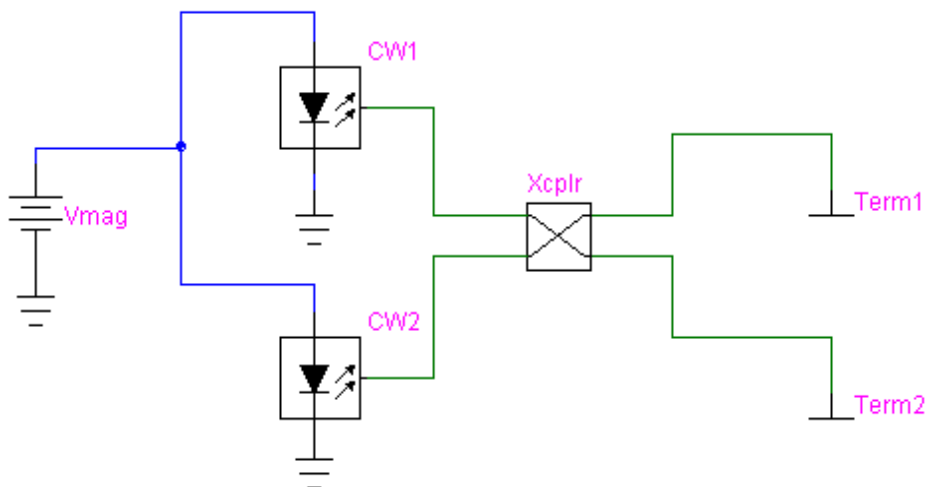 CW1
Xcplr
Term1
Vmag
CW2
Term2